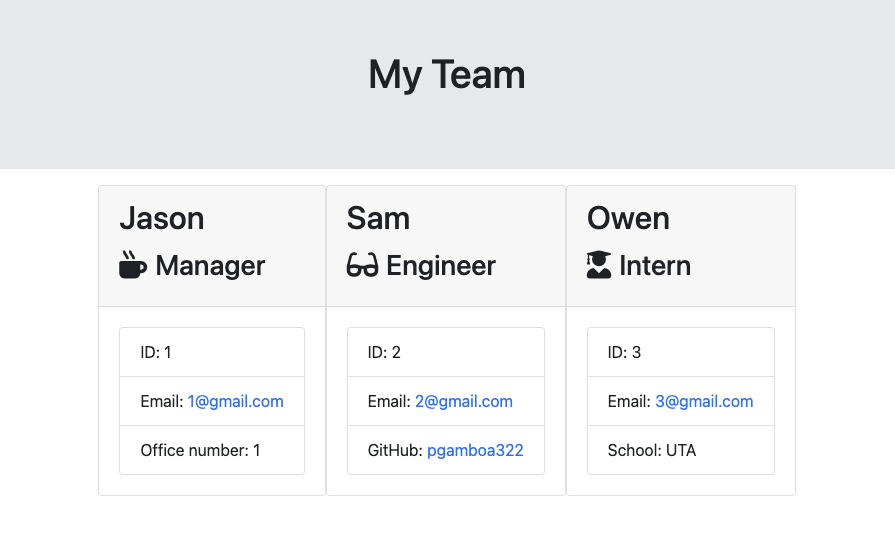 My Team
Jason
Manager
ID: 1
Email: 1@gmail.com
Office number: 1
Sam
Engineer
ID: 2
Email: 2@gmail.com
GitHub: pgamboa322
Owen
Intern
ID: 3
Email: 3@gmail.com
School: UTA